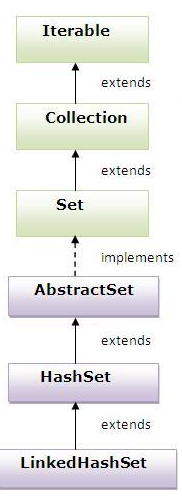 Iterable
extends
Collection
extends
Set
implements
AbstractSet
extends
HashSet
extends
LinkedHashSet